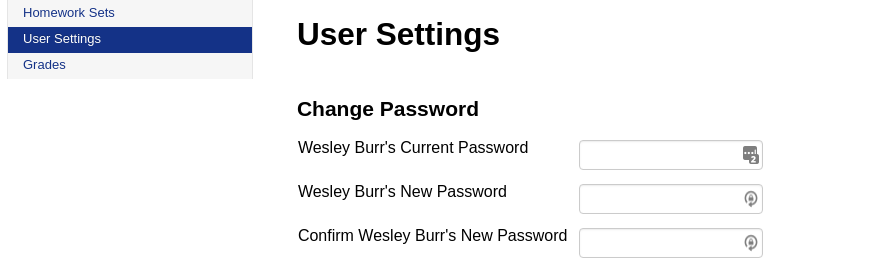 Homework Sets
User Settings
Grades
User Settings
Change Password
Wesley Burr's Current Password
2
Wesley Burr's New Password
Confirm Wesley Burr's New Password